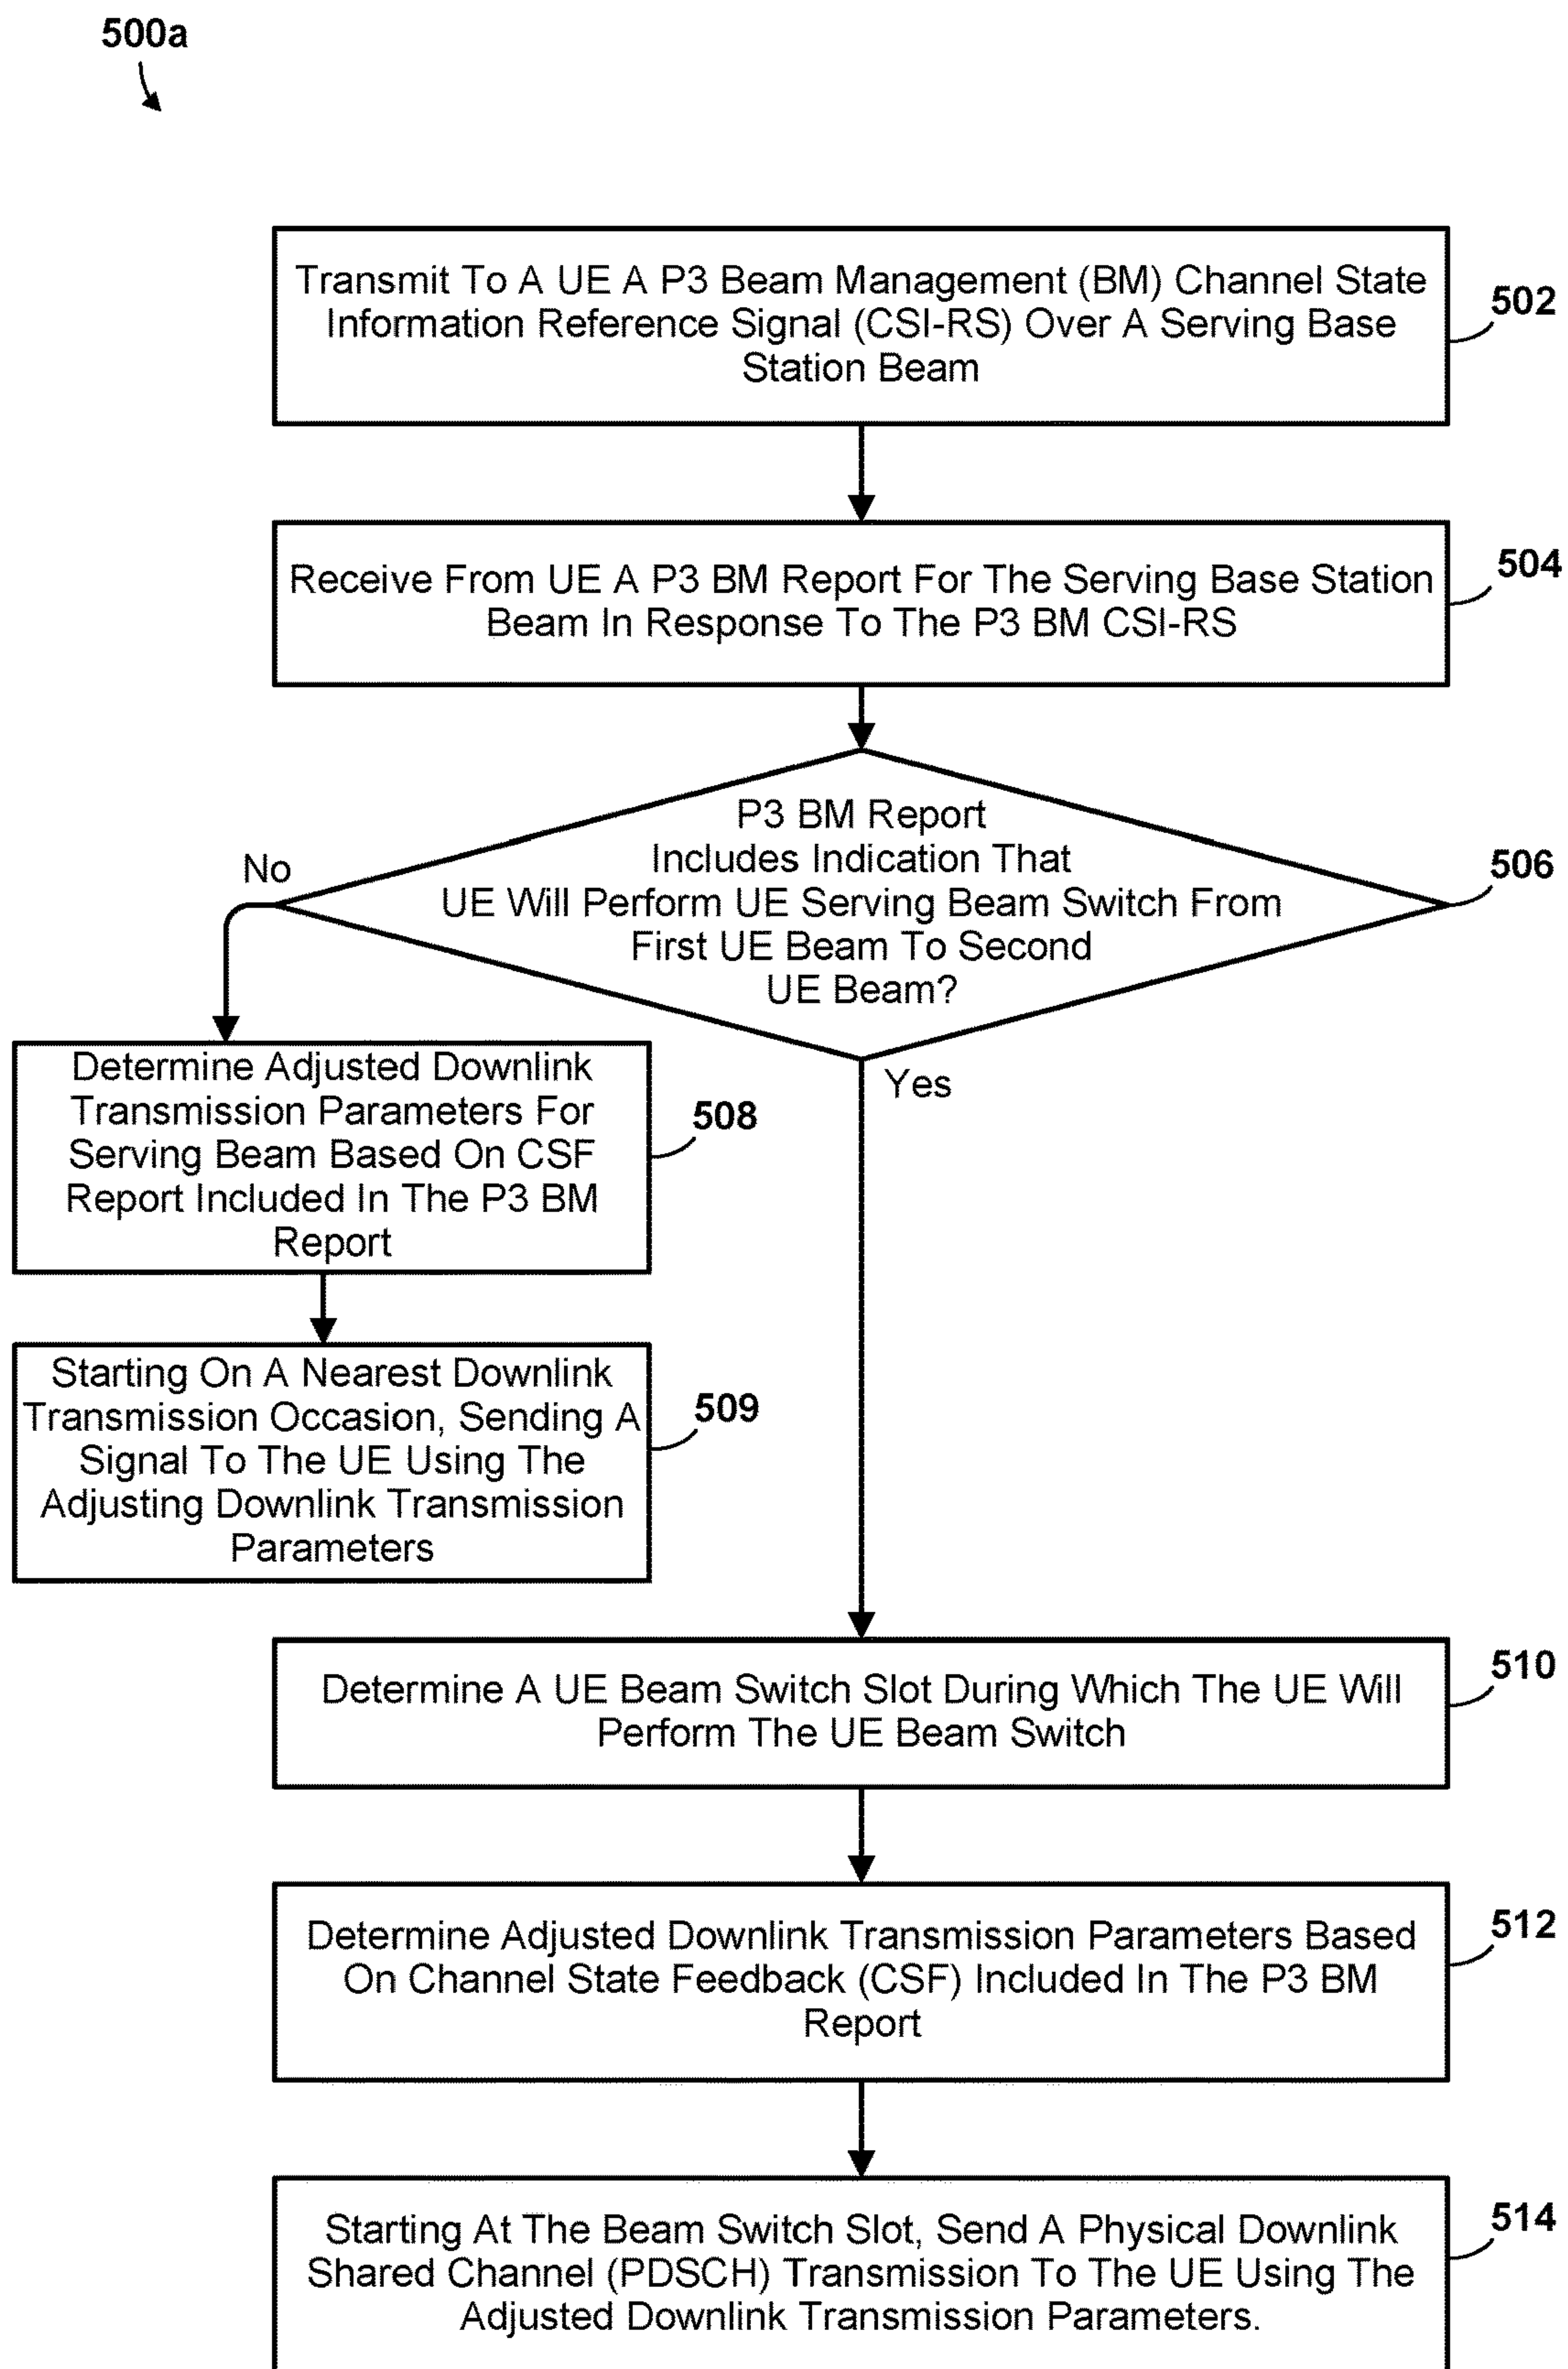 500a
Transmit To A UE A P3 Beam Management (BM) Channel State
Information Reference Signal (CSI-RS) Over A Serving Base
Station Beam
502
Receive From UE A P3 BM Report For The Serving Base Station
Beam In Response To The P3 BM CSI-RS
504
P3 BM Report
Includes Indication That
UE Will Perform UE Serving Beam Switch From
First UE Beam To Second
UE Beam?
506
No
Yes
Determine Adjusted Downlink
Transmission Parameters For
Serving Beam Based On CSF
Report Included In The P3 BM
Report
508
Starting On A Nearest Downlink
Transmission Occasion, Sending A
Signal To The UE Using The
Adjusting Downlink Transmission
Parameters
509
Determine A UE Beam Switch Slot During Which The UE Will
Perform The UE Beam Switch
510
Determine Adjusted Downlink Transmission Parameters Based
On Channel State Feedback (CSF) Included In The P3 BM
Report
512
Starting At The Beam Switch Slot, Send A Physical Downlink
Shared Channel (PDSCH) Transmission To The UE Using The
Adjusted Downlink Transmission Parameters.
514